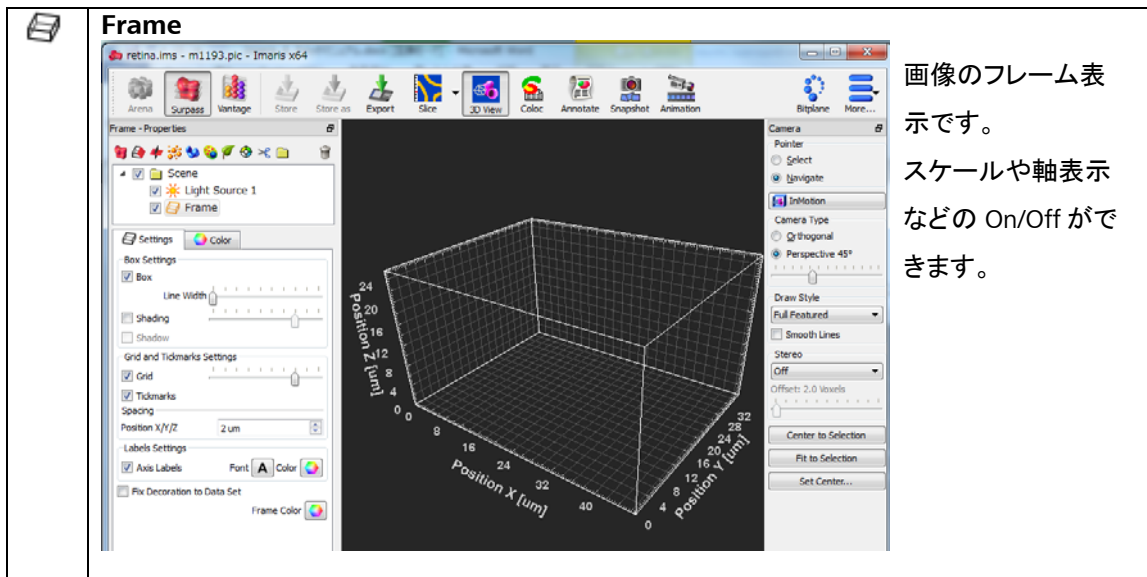 Frame
retina.ims - m1193.pic - Imaris x64
Arena
Surpass
Vantage
Store
Store as
Export
Slice
3D View
Coloc
Annotate
Snapshot
Animation
Bitplane
More...
Frame - Properties
Scene
Light Source 1
Frame
Settings
Color
Box Settings
Box
Line Width
Shading
Shadow
Grid and Tickmarks Settings
Grid
Tickmarks
Spacing
Position X/Y/Z 2 um
Labels Settings
Axis Labels Font A Color
Fix Decoration to Data Set
Frame Color
24
20
16
12
8
4
0
Position Z [um]
0
8
16
24
32
40
Position X [um]
0
4
8
12
16
20
24
28
32
Position Y [um]
Camera
Pointer
Select
Navigate
InMotion
Camera Type
Orthogonal
Perspective 45°
Draw Style
Full Featured
Smooth Lines
Stereo
Off
Offset: 2.0 Voxels
Center to Selection
Fit to Selection
Set Center...
画像のフレーム表
示です。
スケールや軸表示
などの On/Off がで
きます。